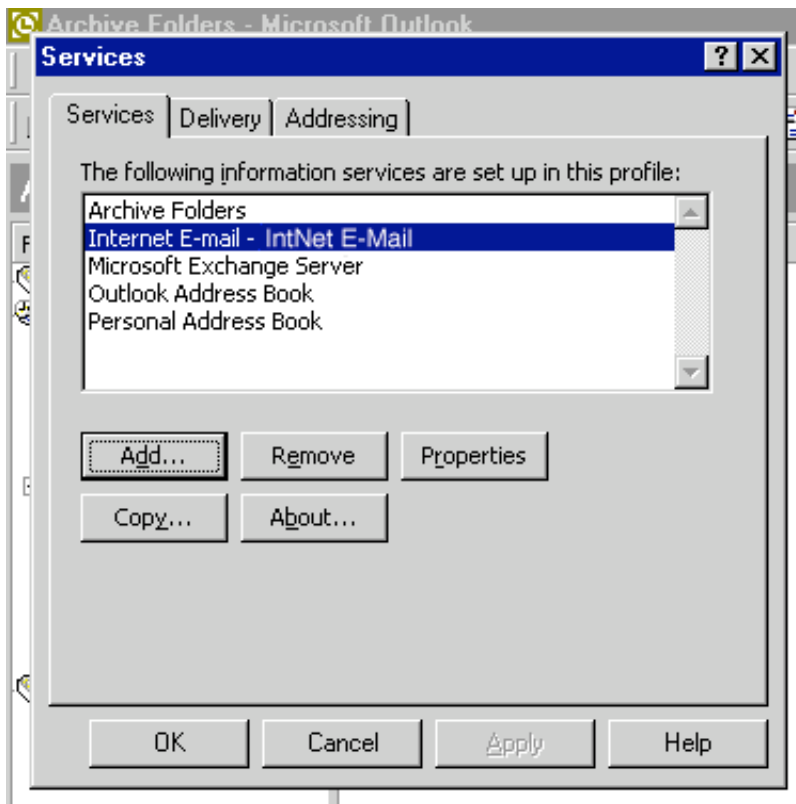 Archive Folders - Microsoft Outlook
Services
Services Delivery Addressing
The following information services are set up in this profile:
Archive Folders
Internet E-mail - IntNet E-Mail
Microsoft Exchange Server
Outlook Address Book
Personal Address Book
Add... Remove Properties
Copy... About...
OK Cancel Apply Help